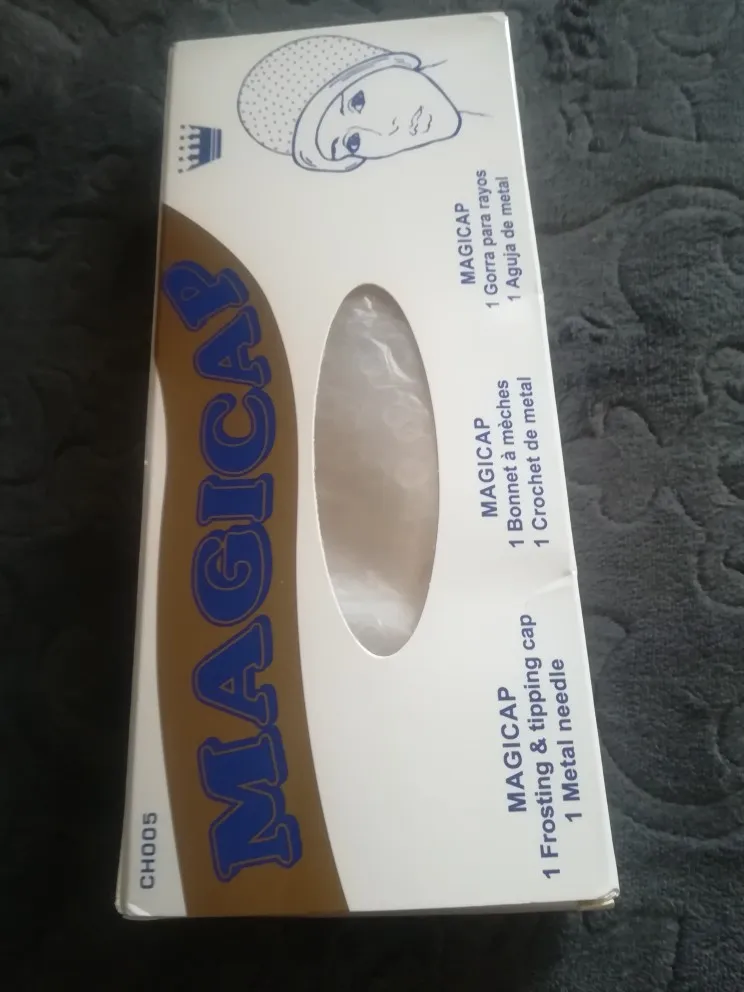 CH005
MAGICAP
MAGICAP
1 Frosting & tipping cap
1 Metal needle
MAGICAP
1 Bonnet à mèches
1 Crochet de metal
MAGICAP
1 Gorra para rayos
1 Aguja de metal